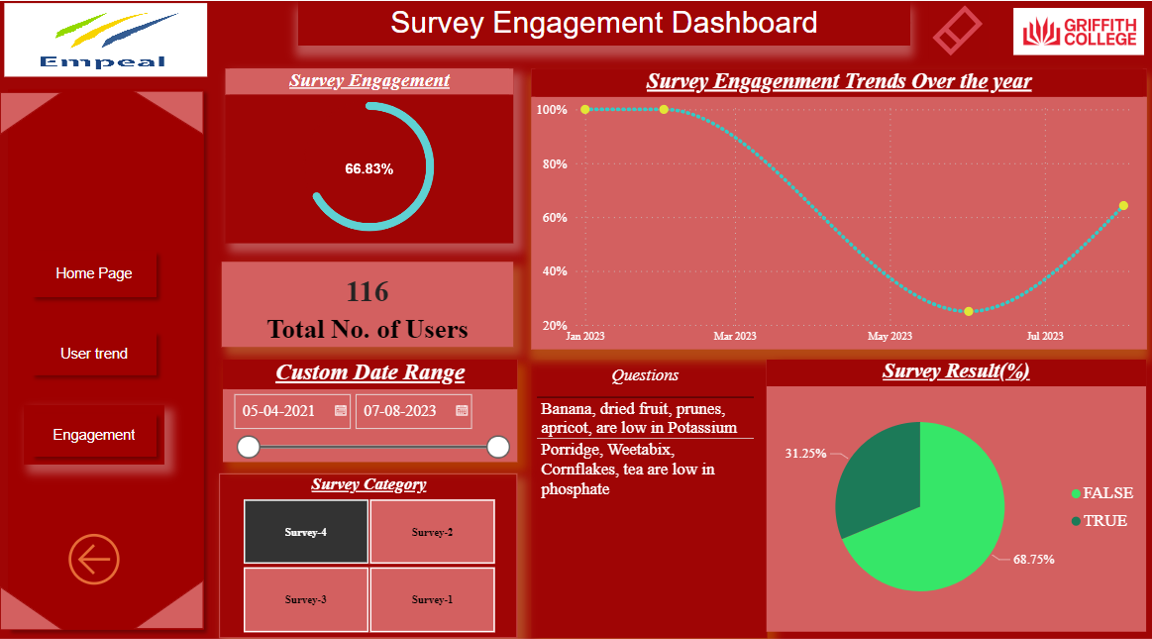 Empeal
Survey Engagement Dashboard
GRIFFITH
COLLEGE
Home Page
User trend
Engagement
Survey Engagement
66.83%
116
Total No. of Users
Custom Date Range
05-04-2021
07-08-2023
Survey Category
Survey-4
Survey-2
Survey-3
Survey-1
Survey Engagenment Trends Over the year
100%
80%
60%
40%
20%
Jan 2023
Mar 2023
May 2023
Jul 2023
Questions
Banana, dried fruit, prunes,
apricot, are low in Potassium
Porridge, Weetabix,
Cornflakes, tea are low in
phosphate
Survey Result(%)
31.25%
68.75%
FALSE
TRUE